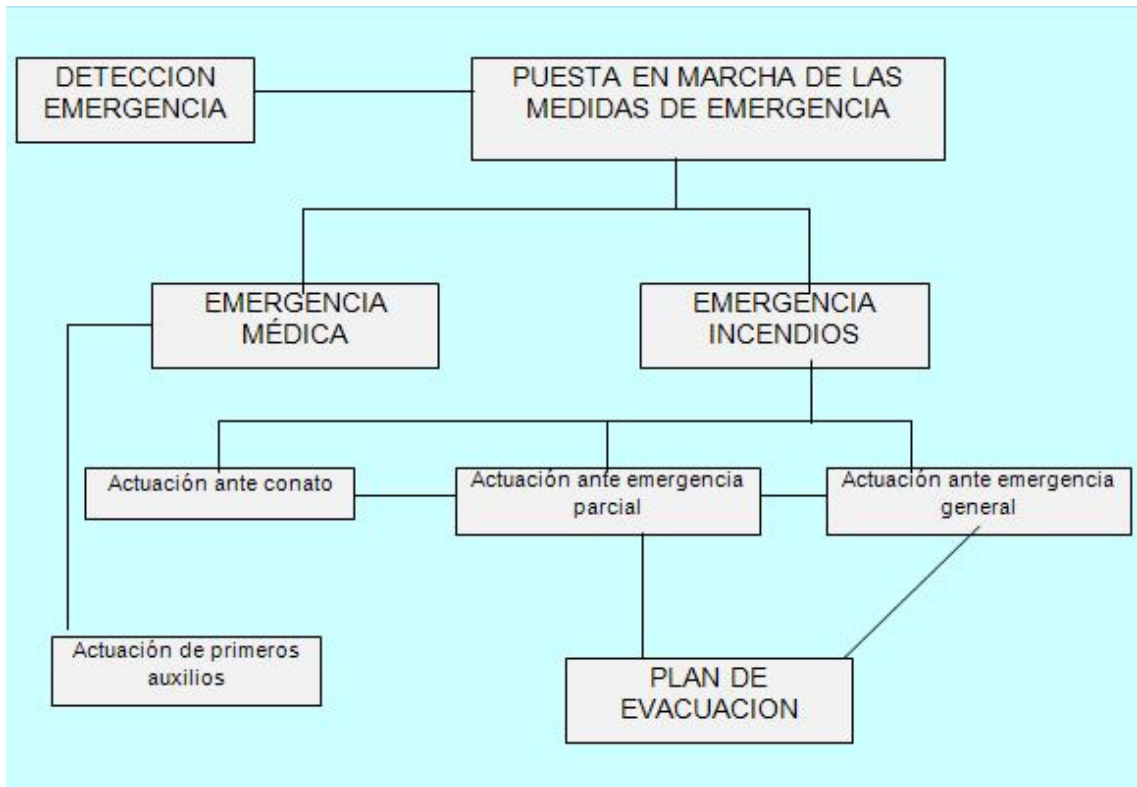 DETECCION
EMERGENCIA
PUESTA EN MARCHA DE LAS
MEDIDAS DE EMERGENCIA
EMERGENCIA
MÉDICA
EMERGENCIA
INCENDIOS
Actuación ante conato
Actuación ante emergencia
parcial
Actuación ante emergencia
general
Actuación de primeros
auxilios
PLAN DE
EVACUACION